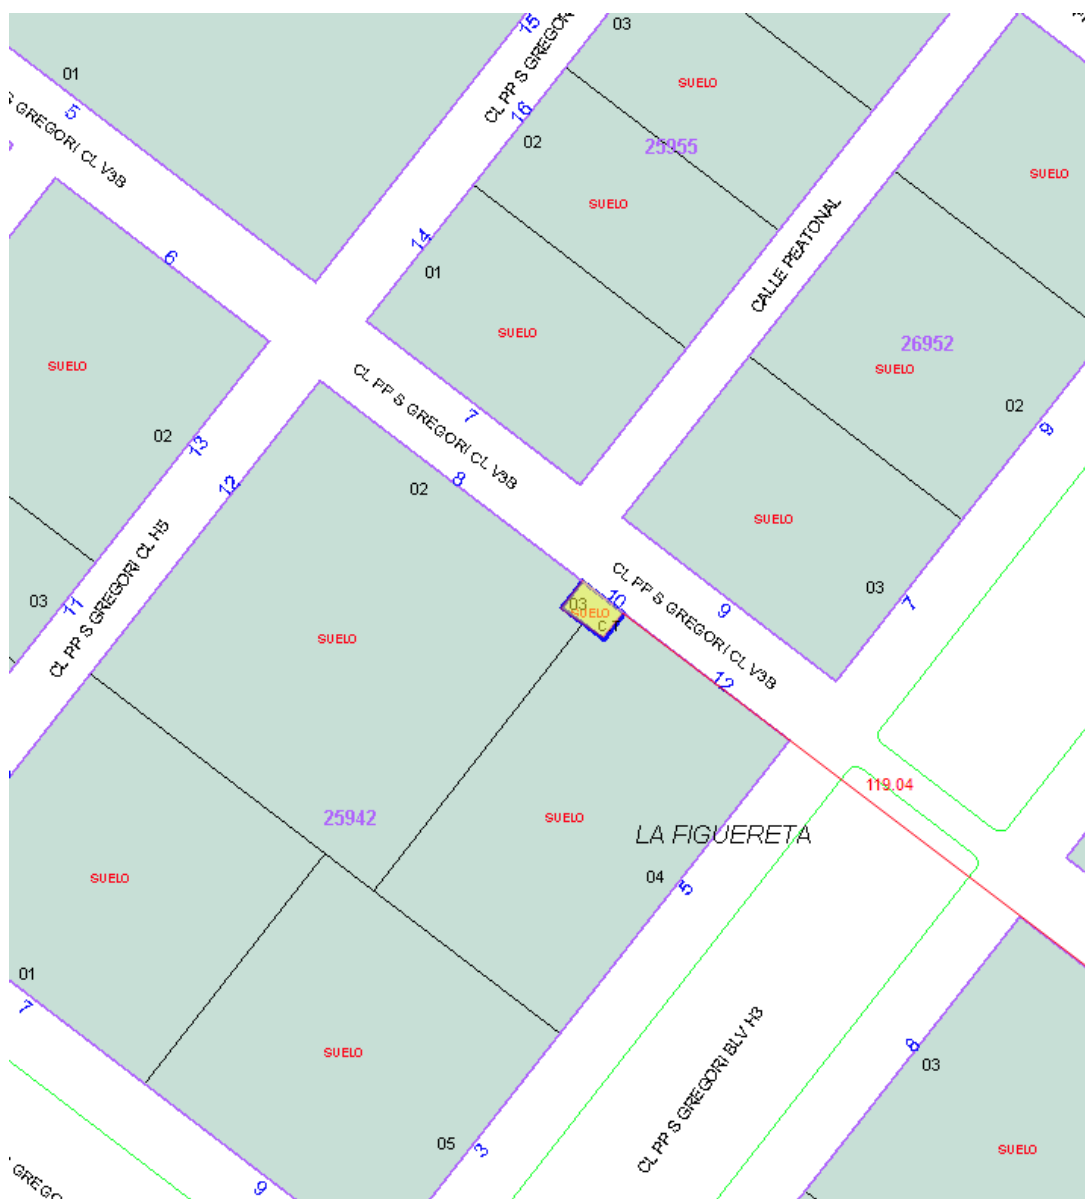 15
CL PP S GREGORI
03
01
SUELO
5
16
S GREGORI CL V3B
02
25955
SUELO
SUELO
CALLE PEATONAL
14
6
01
SUELO
26952
SUELO
SUELO
CL PP S GREGORI CL V3B
7
02
9
02
13
8
02
12
SUELO
CL PP S GREGORI CL H5
CL PP S GREGORI CL V3B
03
11
03
10
SUELO
C
9
03
7
SUELO
12
119.04
25942
SUELO
LA FIGUERETA
SUELO
04
5
01
7
SUELO
CL PP S GREGORI BLV H3
8
03
05
3
SUELO
GREGO
9